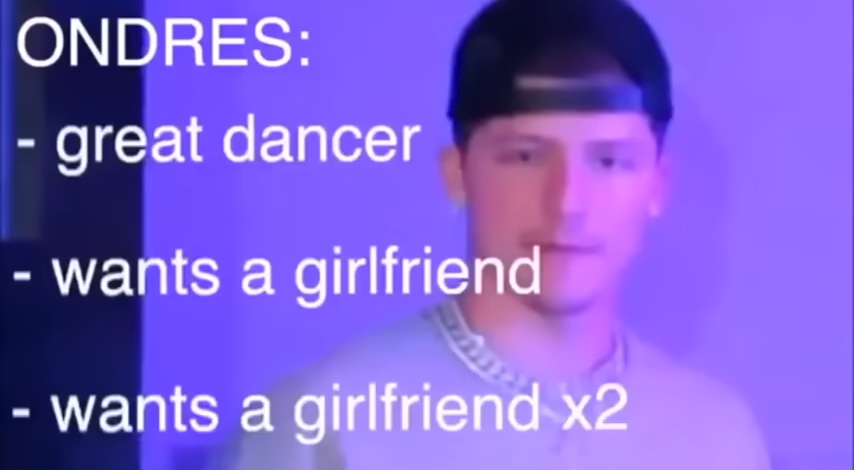 ONDRES:
- great dancer
- wants a girlfriend
- wants a girlfriend x2